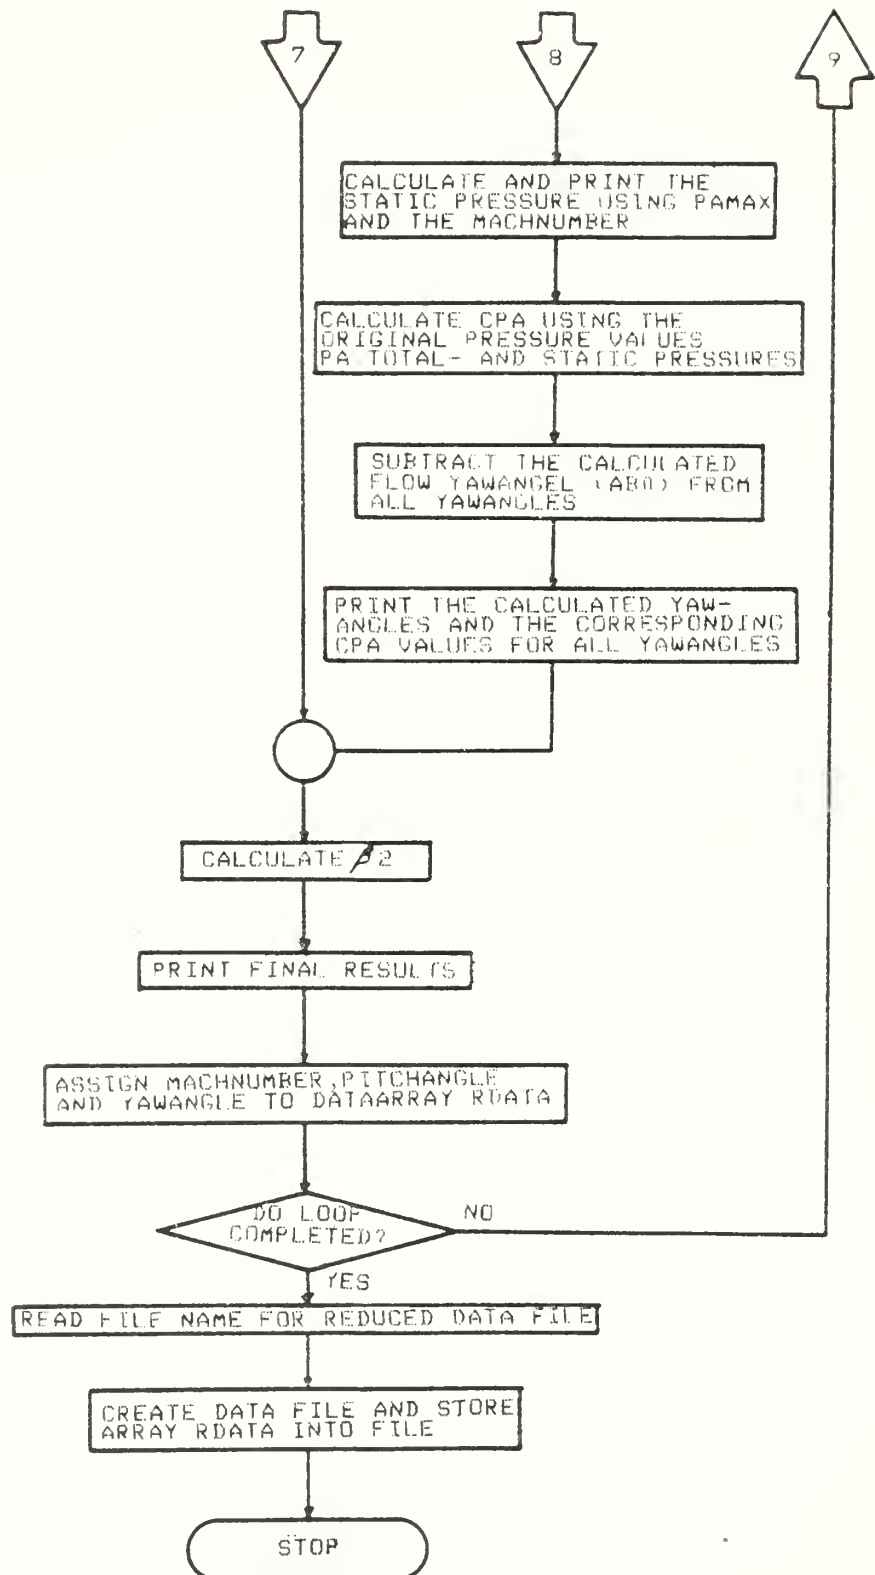 7
8
9
CALCULATE AND PRINT THE
STATIC PRESSURE USING PAMAX
AND THE MACHNUMBER
CALCULATE CPA USING THE
ORIGINAL PRESSURE VALUES
PA TOTAL- AND STATIC PRESSURES
SUBTRACT THE CALCULATED
FLOW YAWANGEL (AB0) FROM
ALL YAWANGLES
PRINT THE CALCULATED YAW-
ANGLES AND THE CORRESPONDING
CPA VALUES FOR ALL YAWANGLES
CALCULATE β2
PRINT FINAL RESULTS
ASSIGN MACHNUMBER,PITCHANGLE
AND YAWANGLE TO DATAARRAY RDATA
DO LOOP
COMPLETED?
NO
YES
READ FILE NAME FOR REDUCED DATA FILE
CREATE DATA FILE AND STORE
ARRAY RDATA INTO FILE
STOP